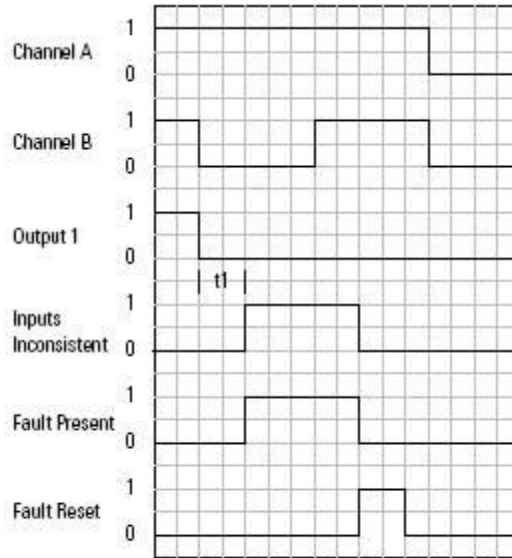 1
Channel A
0
1
Channel B
0
1
Output 1
0
t1
1
Inputs
Inconsistent
0
1
Fault Present
0
1
Fault Reset
0